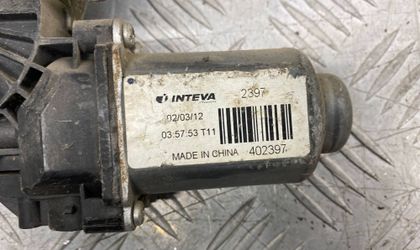 INTEVA 2397
02/03/12
03:57:53 T11
MADE IN CHINA 402397